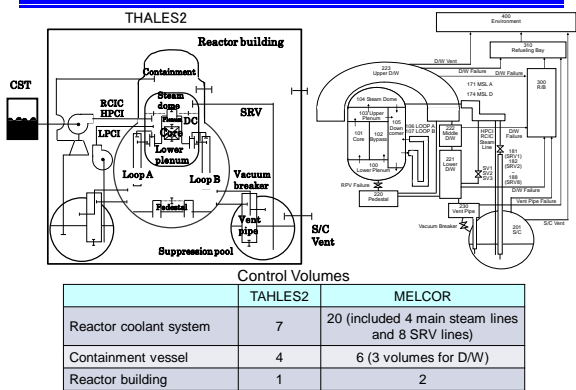 THALES2
Reactor building
CST
Containment
Steam
dome
RCIC
HPCI
Plenum
DC
SRV
LPCI
Core
Lower
plenum
Loop A
Loop B
Vacuum
breaker
Pedestal
Vent
pipe
S/C
Vent
Suppression pool
400
Environment
310
Refueling Bay
D/W Vent
D/W Failure
D/W Failure
223
Upper D/W
171 MSL A
-
174 MSL D
300
R/B
104 Steam Dome
103 Upper
Plenum
105
Down
comer
106 LOOP A
107 LOOP B
101
Core
102
Bypass
222
Middle
D/W
HPCI
RCIC
Steam
Line
D/W
Failure
100
Lower Plenum
221
Lower
D/W
SV1
SV2
SV3
181
(SRV1)
182
(SRV2)
-
188
(SRV8)
RPV Failure
220
Pedestal
D/W Failure
230
Vent Pipe
Vent Pipe Failure
Vacuum Breaker
201
S/C
S/C Vent
Control Volumes
TAHLES2 MELCOR
Reactor coolant system 7 20 (included 4 main steam lines
and 8 SRV lines)
Containment vessel 4 6 (3 volumes for D/W)
Reactor building 1 2